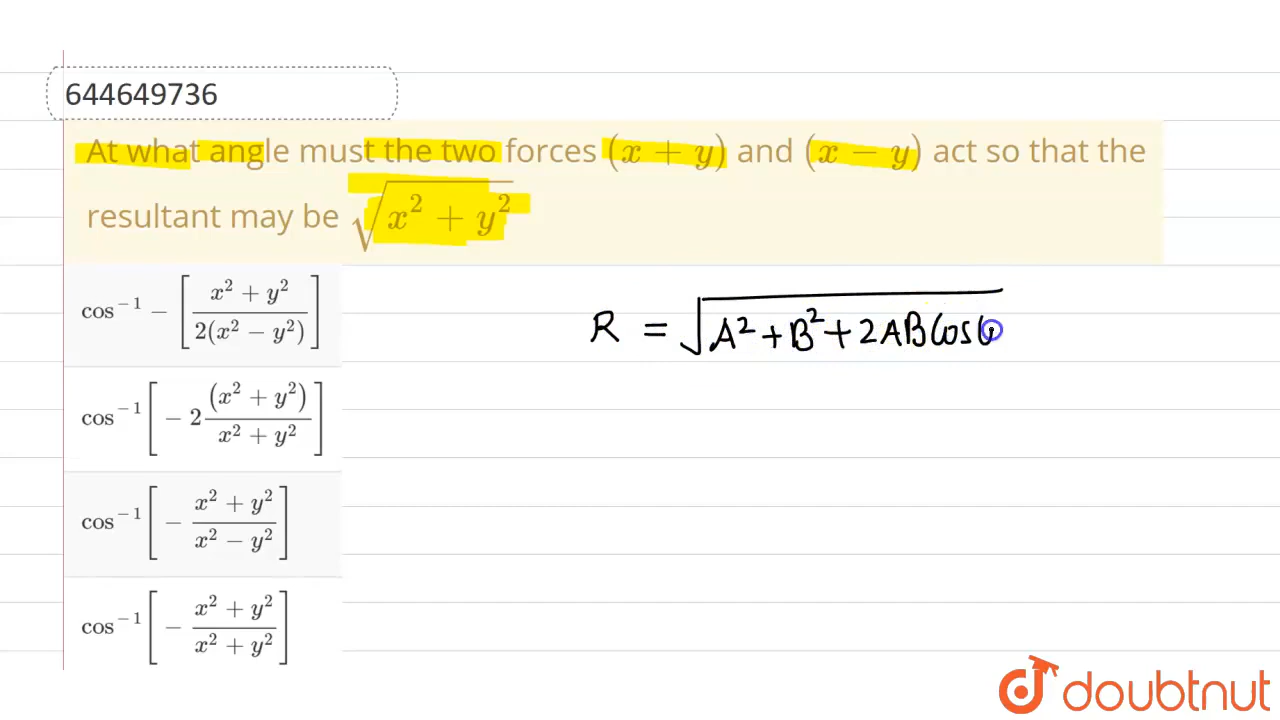 644649736
At what angle must the two forces (x + y) and (x − y) act so that the
resultant may be √(x² + y²)
cos⁻¹ − [ (x² + y²) / 2(x² − y²) ]
cos⁻¹ [ − 2 (x² + y²) / (x² + y²) ]
cos⁻¹ [ − (x² + y²) / (x² − y²) ]
cos⁻¹ [ − (x² + y²) / (x² + y²) ]
R = √(A² + B² + 2AB Cos
doubtnut